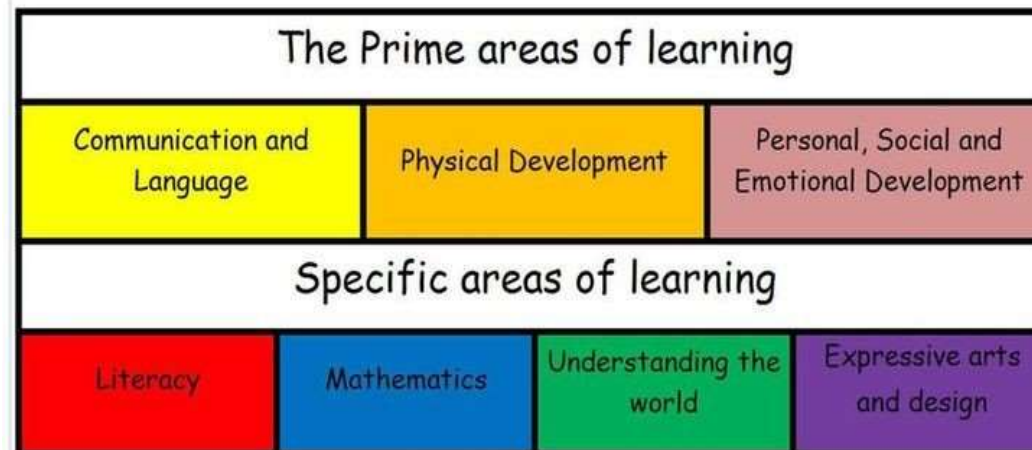 The Prime areas of learning
Communication and
Language
Physical Development
Personal, Social and
Emotional Development
Specific areas of learning
Literacy
Mathematics
Understanding the
world
Expressive arts
and design